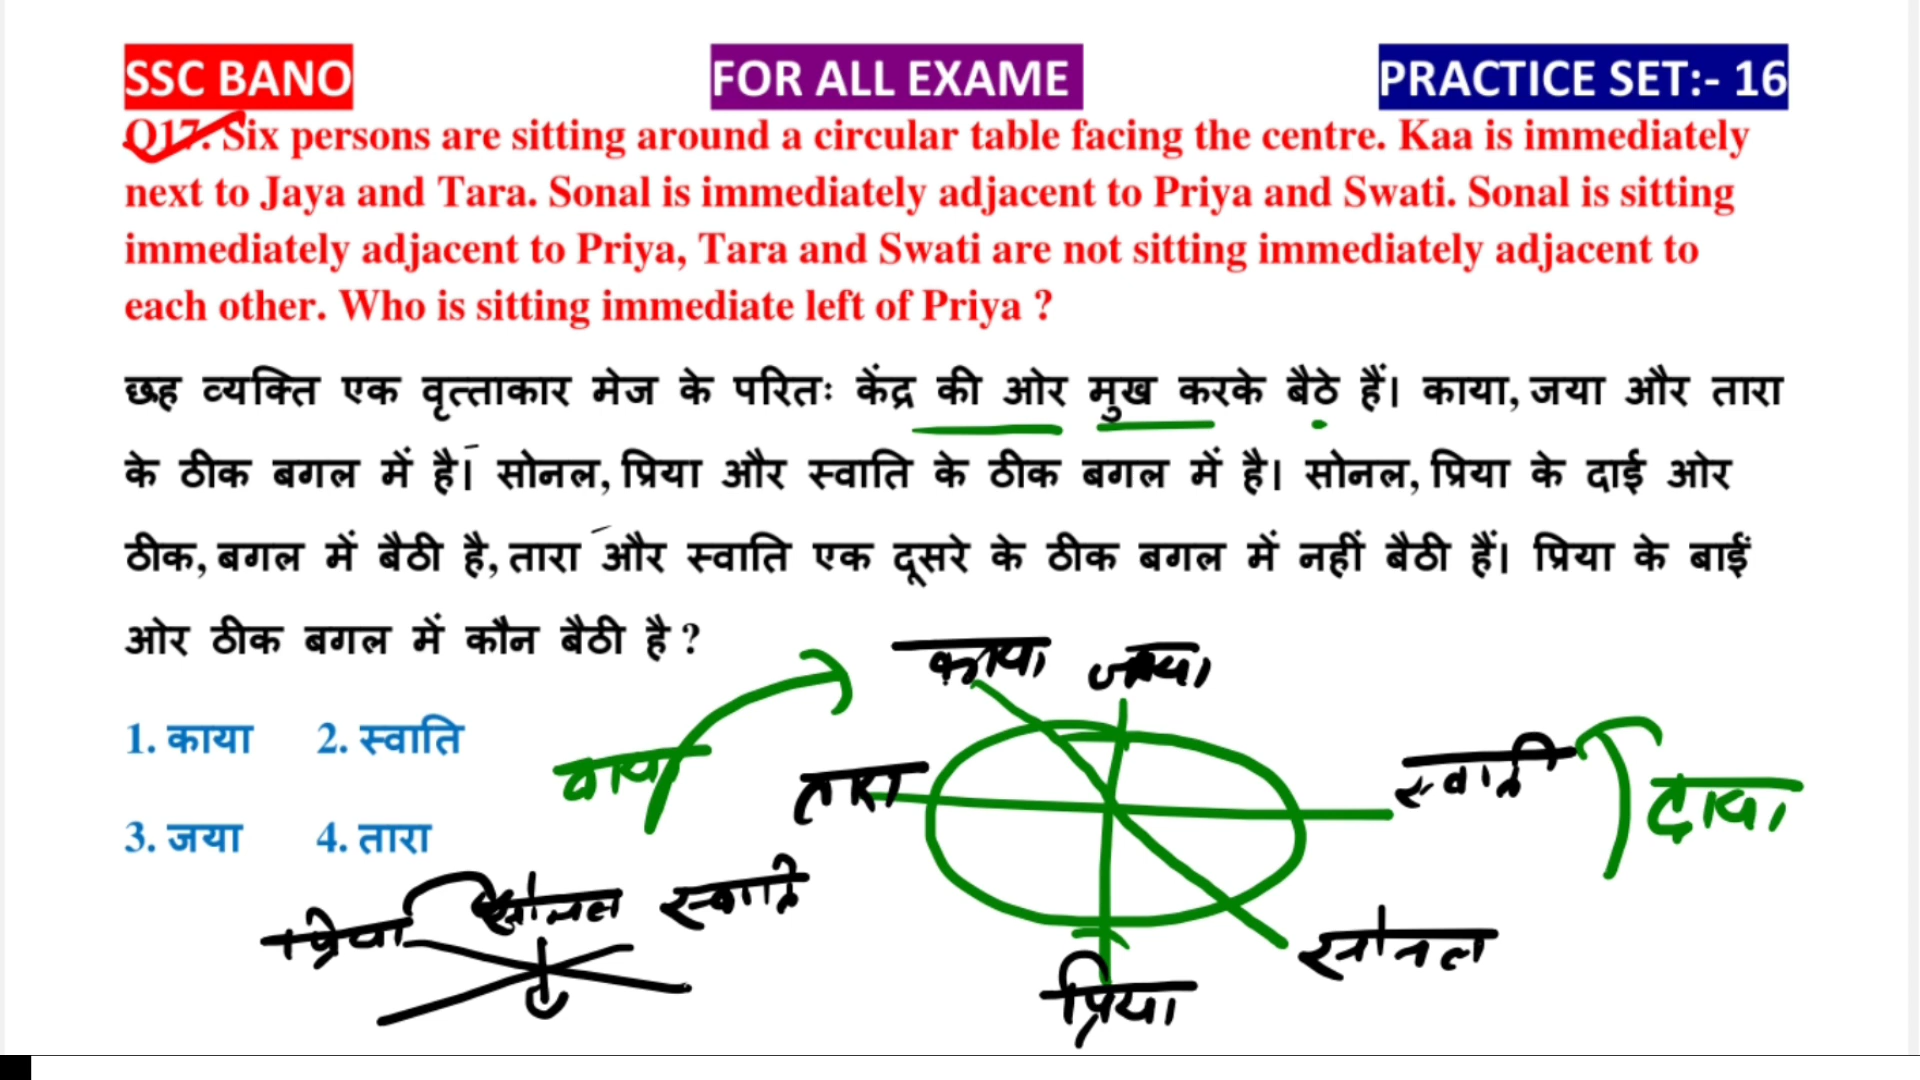 SSC BANO FOR ALL EXAME PRACTICE SET:- 16
Q17. Six persons are sitting around a circular table facing the centre. Kaa is immediately
next to Jaya and Tara. Sonal is immediately adjacent to Priya and Swati. Sonal is sitting
immediately adjacent to Priya, Tara and Swati are not sitting immediately adjacent to
each other. Who is sitting immediate left of Priya ?
छह व्यक्ति एक वृत्ताकार मेज के परितः केंद्र की ओर मुख करके बैठे हैं। काया, जया और तारा
के ठीक बगल में है। सोनल, प्रिया और स्वाति के ठीक बगल में है। सोनल, प्रिया के दाई ओर
ठीक, बगल में बैठी है, तारा और स्वाति एक दूसरे के ठीक बगल में नहीं बैठी हैं। प्रिया के बाईं
ओर ठीक बगल में कौन बैठी है ?
काया जया
1. काया 2. स्वाति
बाया तारा स्वाति दाया
3. जया 4. तारा
प्रिया सोनल स्वाति
सोनल
प्रिया